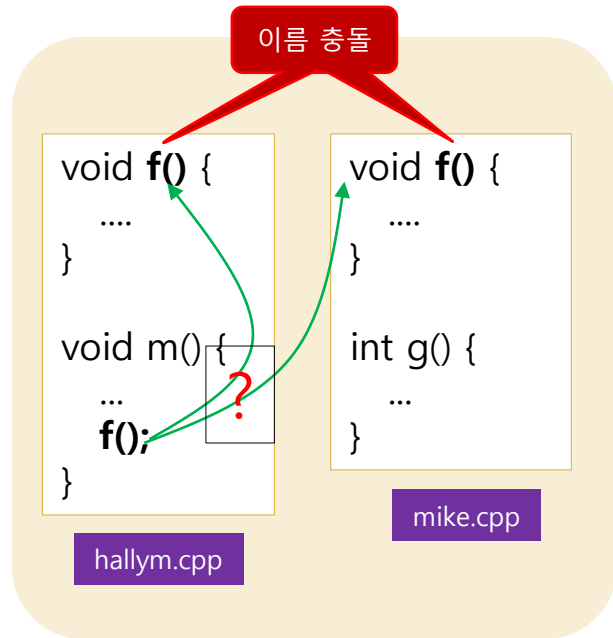 이름 충돌
void f() {
....
}
void m() {
...
f();
}
?
hallym.cpp
void f() {
....
}
int g() {
...
}
mike.cpp